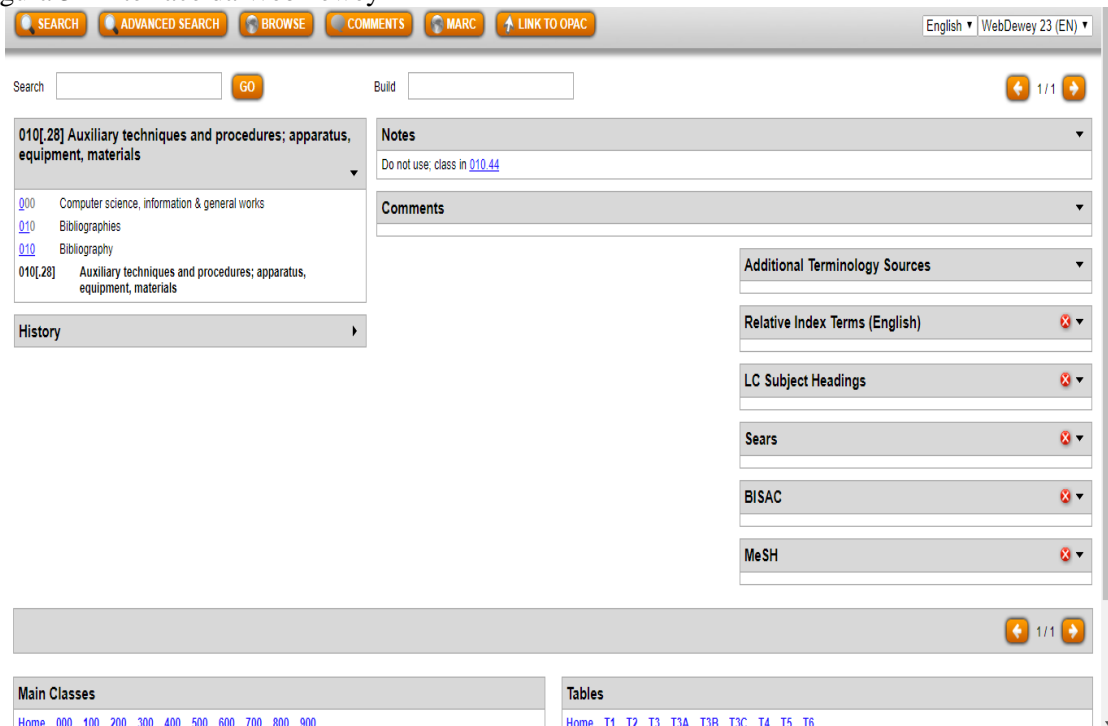 SEARCH ADVANCED SEARCH BROWSE COMMENTS MARC LINK TO OPAC English WebDewey 23 (EN)
Search GO Build 1 / 1
010[.28] Auxiliary techniques and procedures; apparatus,
equipment, materials
000 Computer science, information & general works
010 Bibliographies
010 Bibliography
010[.28] Auxiliary techniques and procedures; apparatus,
equipment, materials
History
Notes
Do not use; class in 010.44
Comments
Additional Terminology Sources
Relative Index Terms (English)
LC Subject Headings
Sears
BISAC
MeSH
1 / 1
Main Classes
Home 000 100 200 300 400 500 600 700 800 900
Tables
Home T1 T2 T3 T3A T3B T3C T4 T5 T6